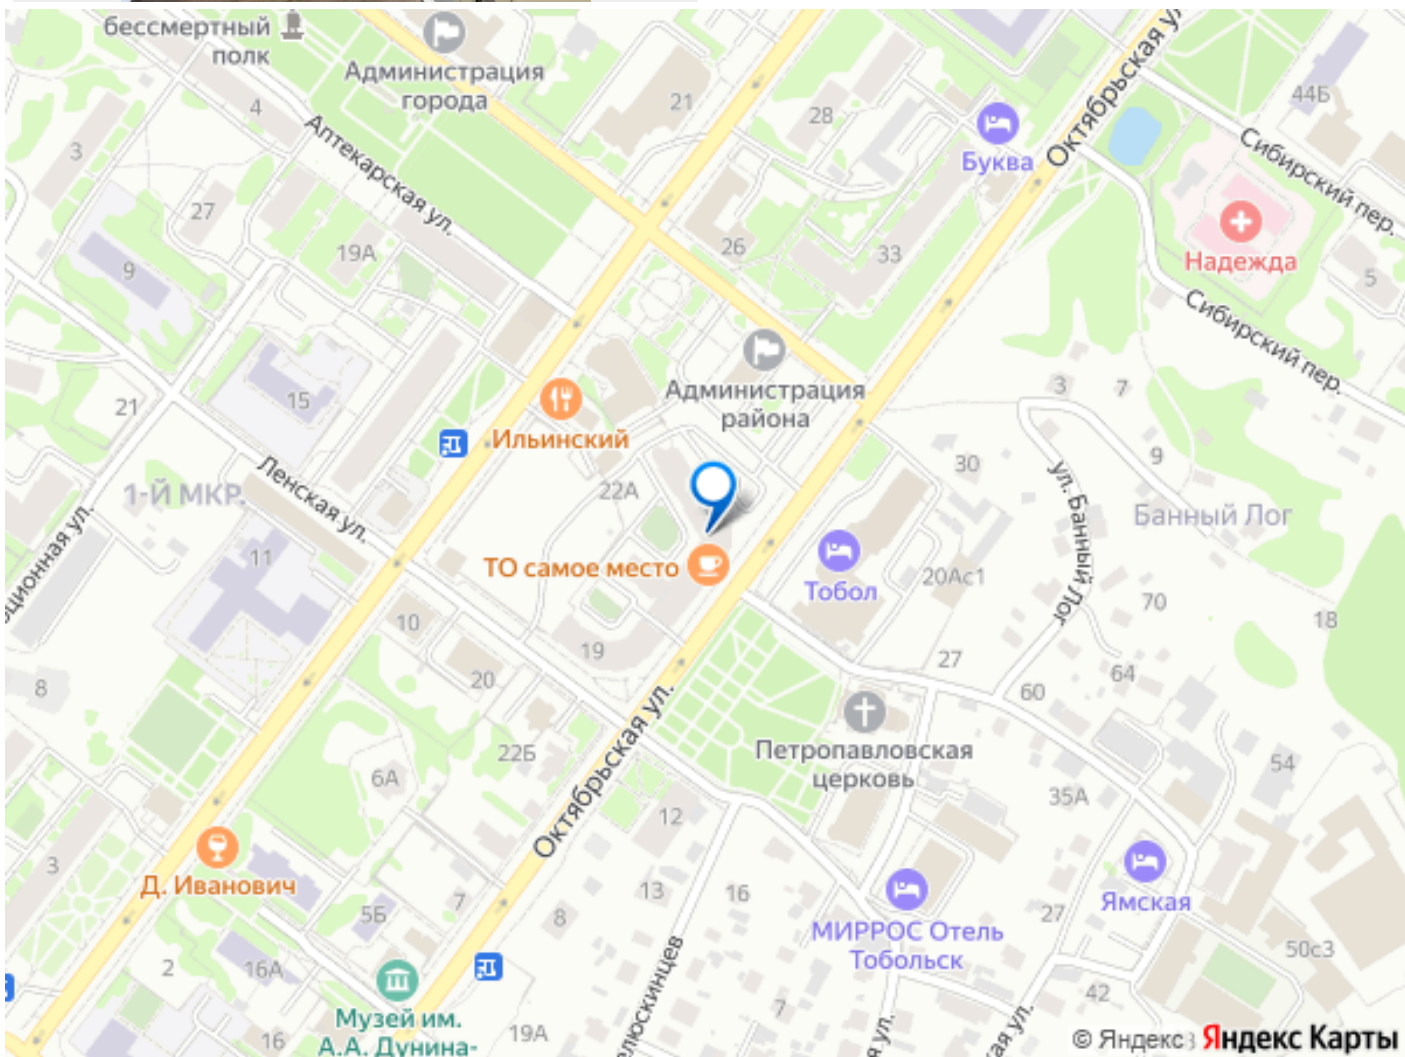 бессмертный
полк
Администрация
города
4
Аптекарская ул.
3
27
19А
9
21
28
Буква
Октябрьская ул.
44Б
Сибирский пер.
Надежда
5
Сибирский пер.
26
33
Администрация
района
15
21
Ильинский
1-Й МКР.
Ленская ул.
11
22А
ТО самое место
Тобол
20Ас1
30
3
7
9
ул. Банный Лог
Банный Лог
70
18
64
60
27
10
19
20
8
22Б
6А
Октябрьская ул.
Петропавловская
церковь
54
35А
12
Д. Иванович
3
13
16
Ямская
27
МИРРОС Отель
Тобольск
50с3
5Б
7
8
2
16А
16
Музей им.
А.А. Дунина-
19А
7
42
© Яндекс
Яндекс Карты